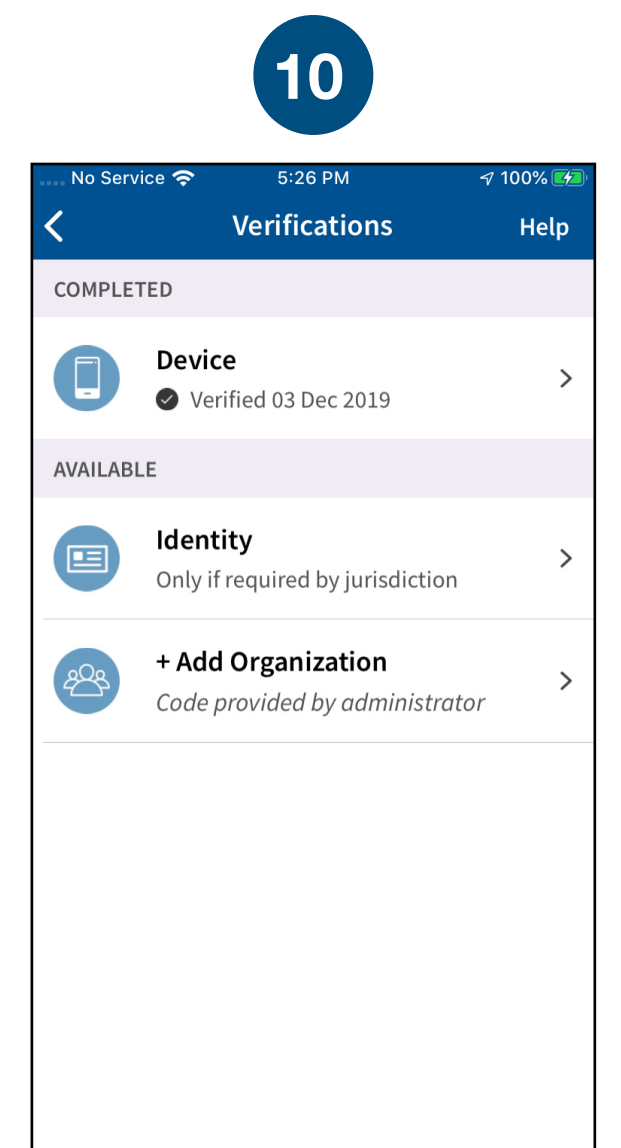 10
No Service 5:26 PM 100%
Verifications Help
COMPLETED
Device
Verified 03 Dec 2019
AVAILABLE
Identity
Only if required by jurisdiction
+ Add Organization
Code provided by administrator